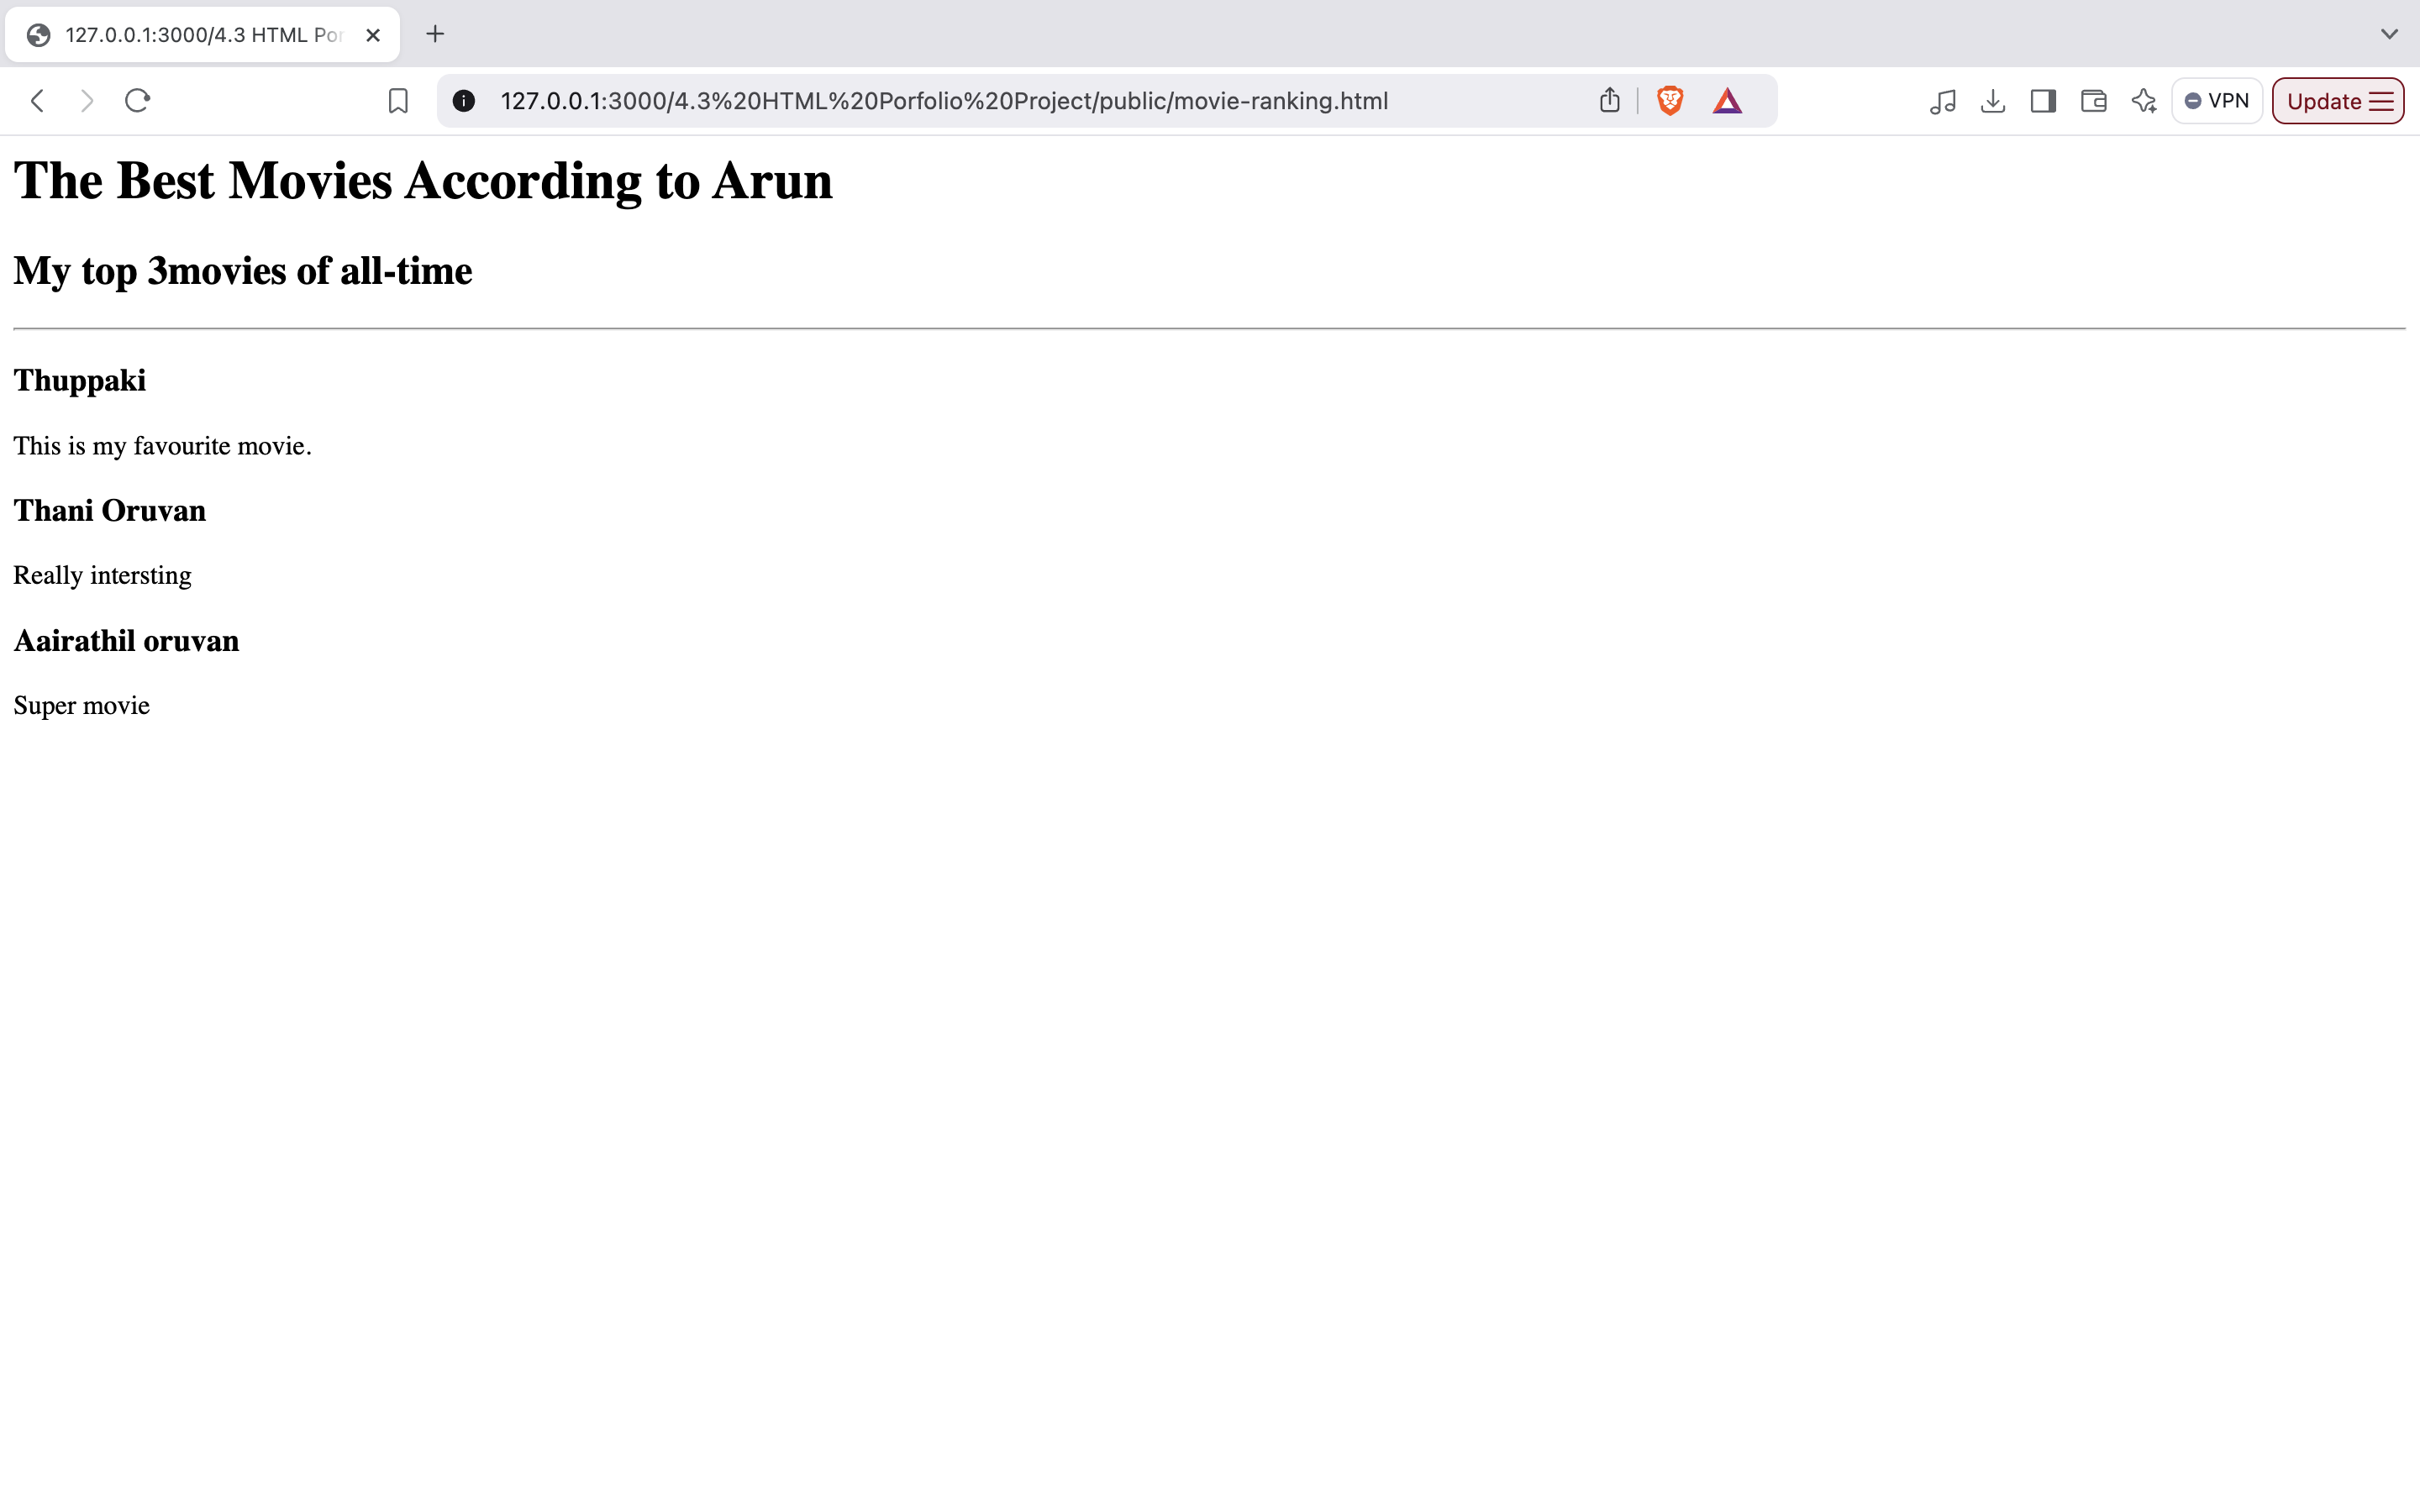 127.0.0.1:3000/4.3 HTML Por
127.0.0.1:3000/4.3%20HTML%20Porfolio%20Project/public/movie-ranking.html
VPN
Update
The Best Movies According to Arun
My top 3movies of all-time
Thuppaki
This is my favourite movie.
Thani Oruvan
Really intersting
Aairathil oruvan
Super movie